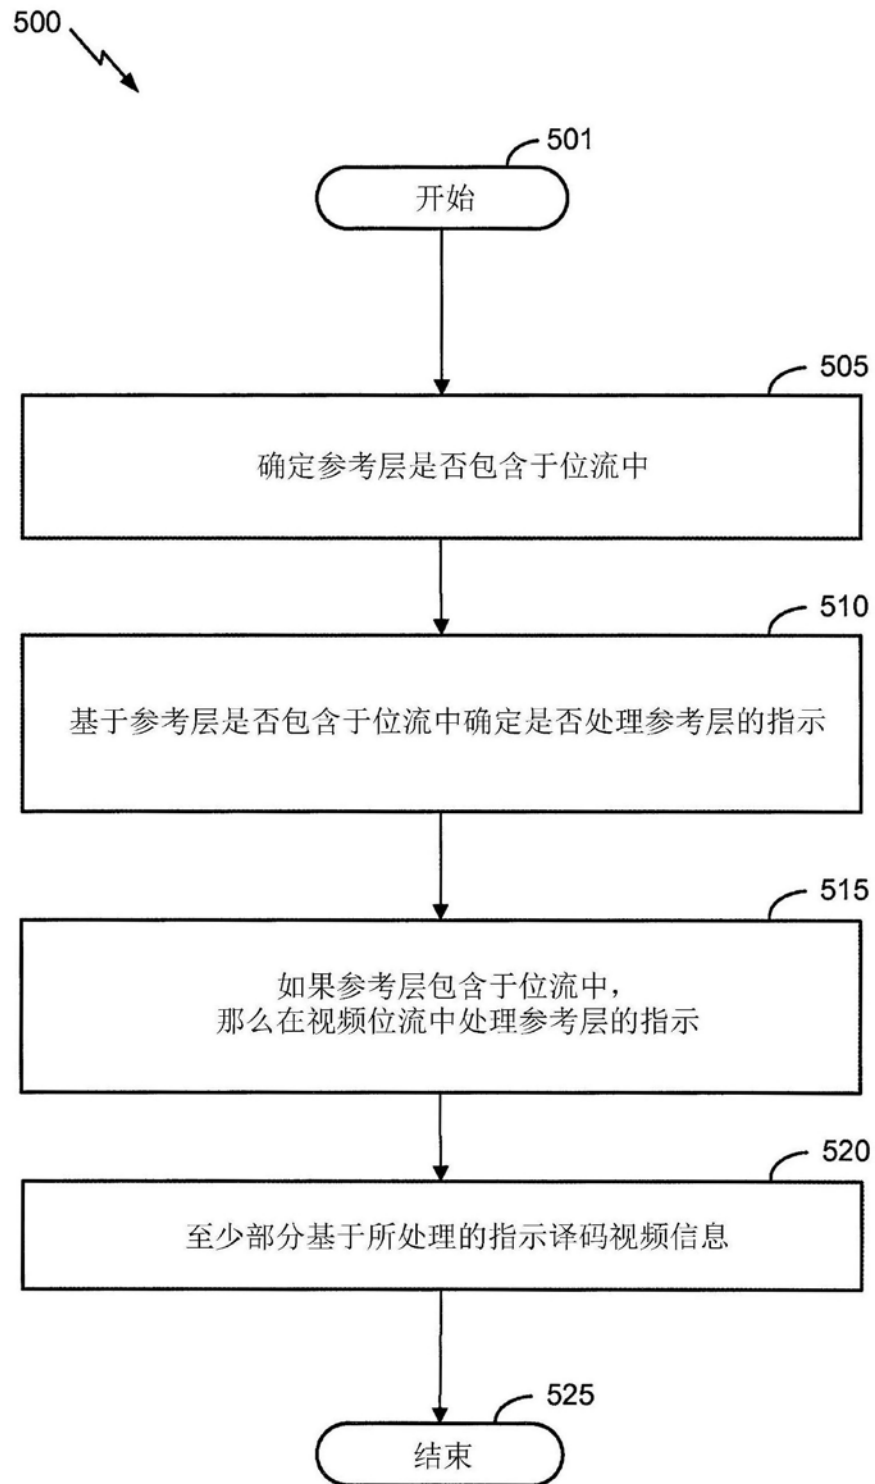 500
501
开始
505
确定参考层是否包含于位流中
510
基于参考层是否包含于位流中确定是否处理参考层的指示
515
如果参考层包含于位流中，
那么在视频位流中处理参考层的指示
520
至少部分基于所处理的指示译码视频信息
525
结束